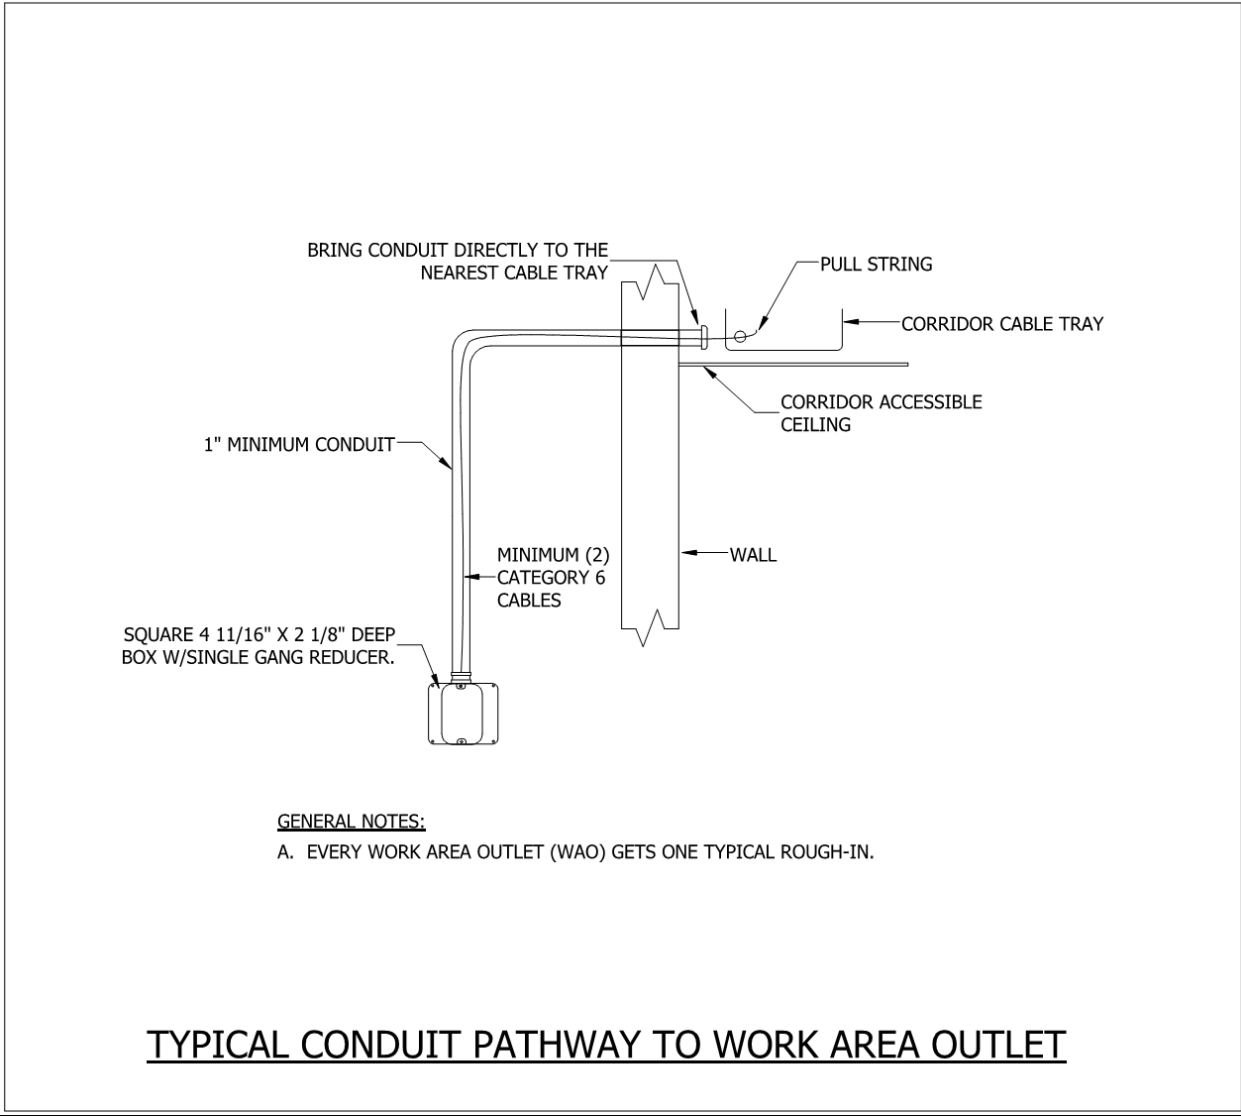 BRING CONDUIT DIRECTLY TO THE
NEAREST CABLE TRAY
PULL STRING
CORRIDOR CABLE TRAY
CORRIDOR ACCESSIBLE
CEILING
1" MINIMUM CONDUIT
MINIMUM (2)
CATEGORY 6
CABLES
WALL
SQUARE 4 11/16" X 2 1/8" DEEP
BOX W/SINGLE GANG REDUCER.
GENERAL NOTES:
A. EVERY WORK AREA OUTLET (WAO) GETS ONE TYPICAL ROUGH-IN.
TYPICAL CONDUIT PATHWAY TO WORK AREA OUTLET